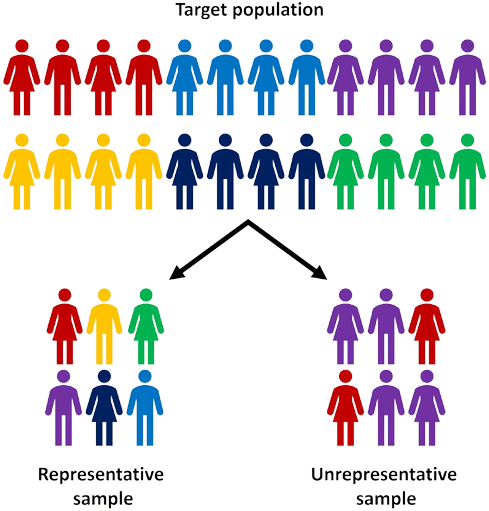 Target population
Representative
sample
Unrepresentative
sample